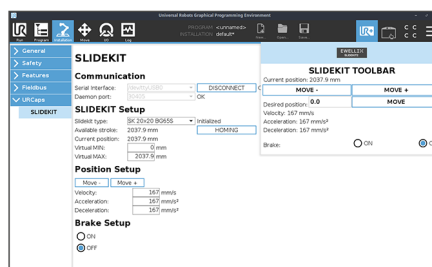 Universal Robots Graphical Programming Environment
PROGRAM <unnamed>
INSTALLATION default*
Run Program Installation Move I/O Log
New... Open... Save...
UR+
C C
C C
General
Safety
Features
Fieldbus
URCaps
SLIDEKIT
SLIDEKIT
Communication
Serial Interface:
DISCONNECT
Daemon port:
OK
SLIDEKIT Setup
Slidekit type: SK 20x20 BG65S Initialized
Available stroke: 2037.9 mm HOMING
Current position: 2037.9 mm
Virtual MIN: 0 mm
Virtual MAX: 2037.9 mm
Position Setup
Move - Move +
Velocity: 167 mm/s
Acceleration: 167 mm/s²
Deceleration: 167 mm/s²
Brake Setup
ON
OFF
EWELLIX
SLIDEKIT TOOLBAR
Current position: 2037.9 mm
MOVE - MOVE +
Desired position: 0.0 MOVE
Velocity: 167 mm/s
Acceleration: 167 mm/s²
Deceleration: 167 mm/s²
Brake: ON